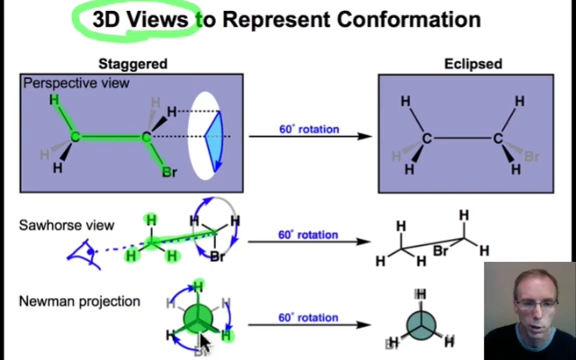 3D Views to Represent Conformation
Staggered
Eclipsed
Perspective view
H
H
H
C
C
H
H
Br
60° rotation
H
H
C
C
H
H
Br
H
Sawhorse view
H
H
H
H
H
Br
60° rotation
H
H
H
H
Br
H
Newman projection
H
H
H
H
H
Br
60° rotation
H
H
H
H